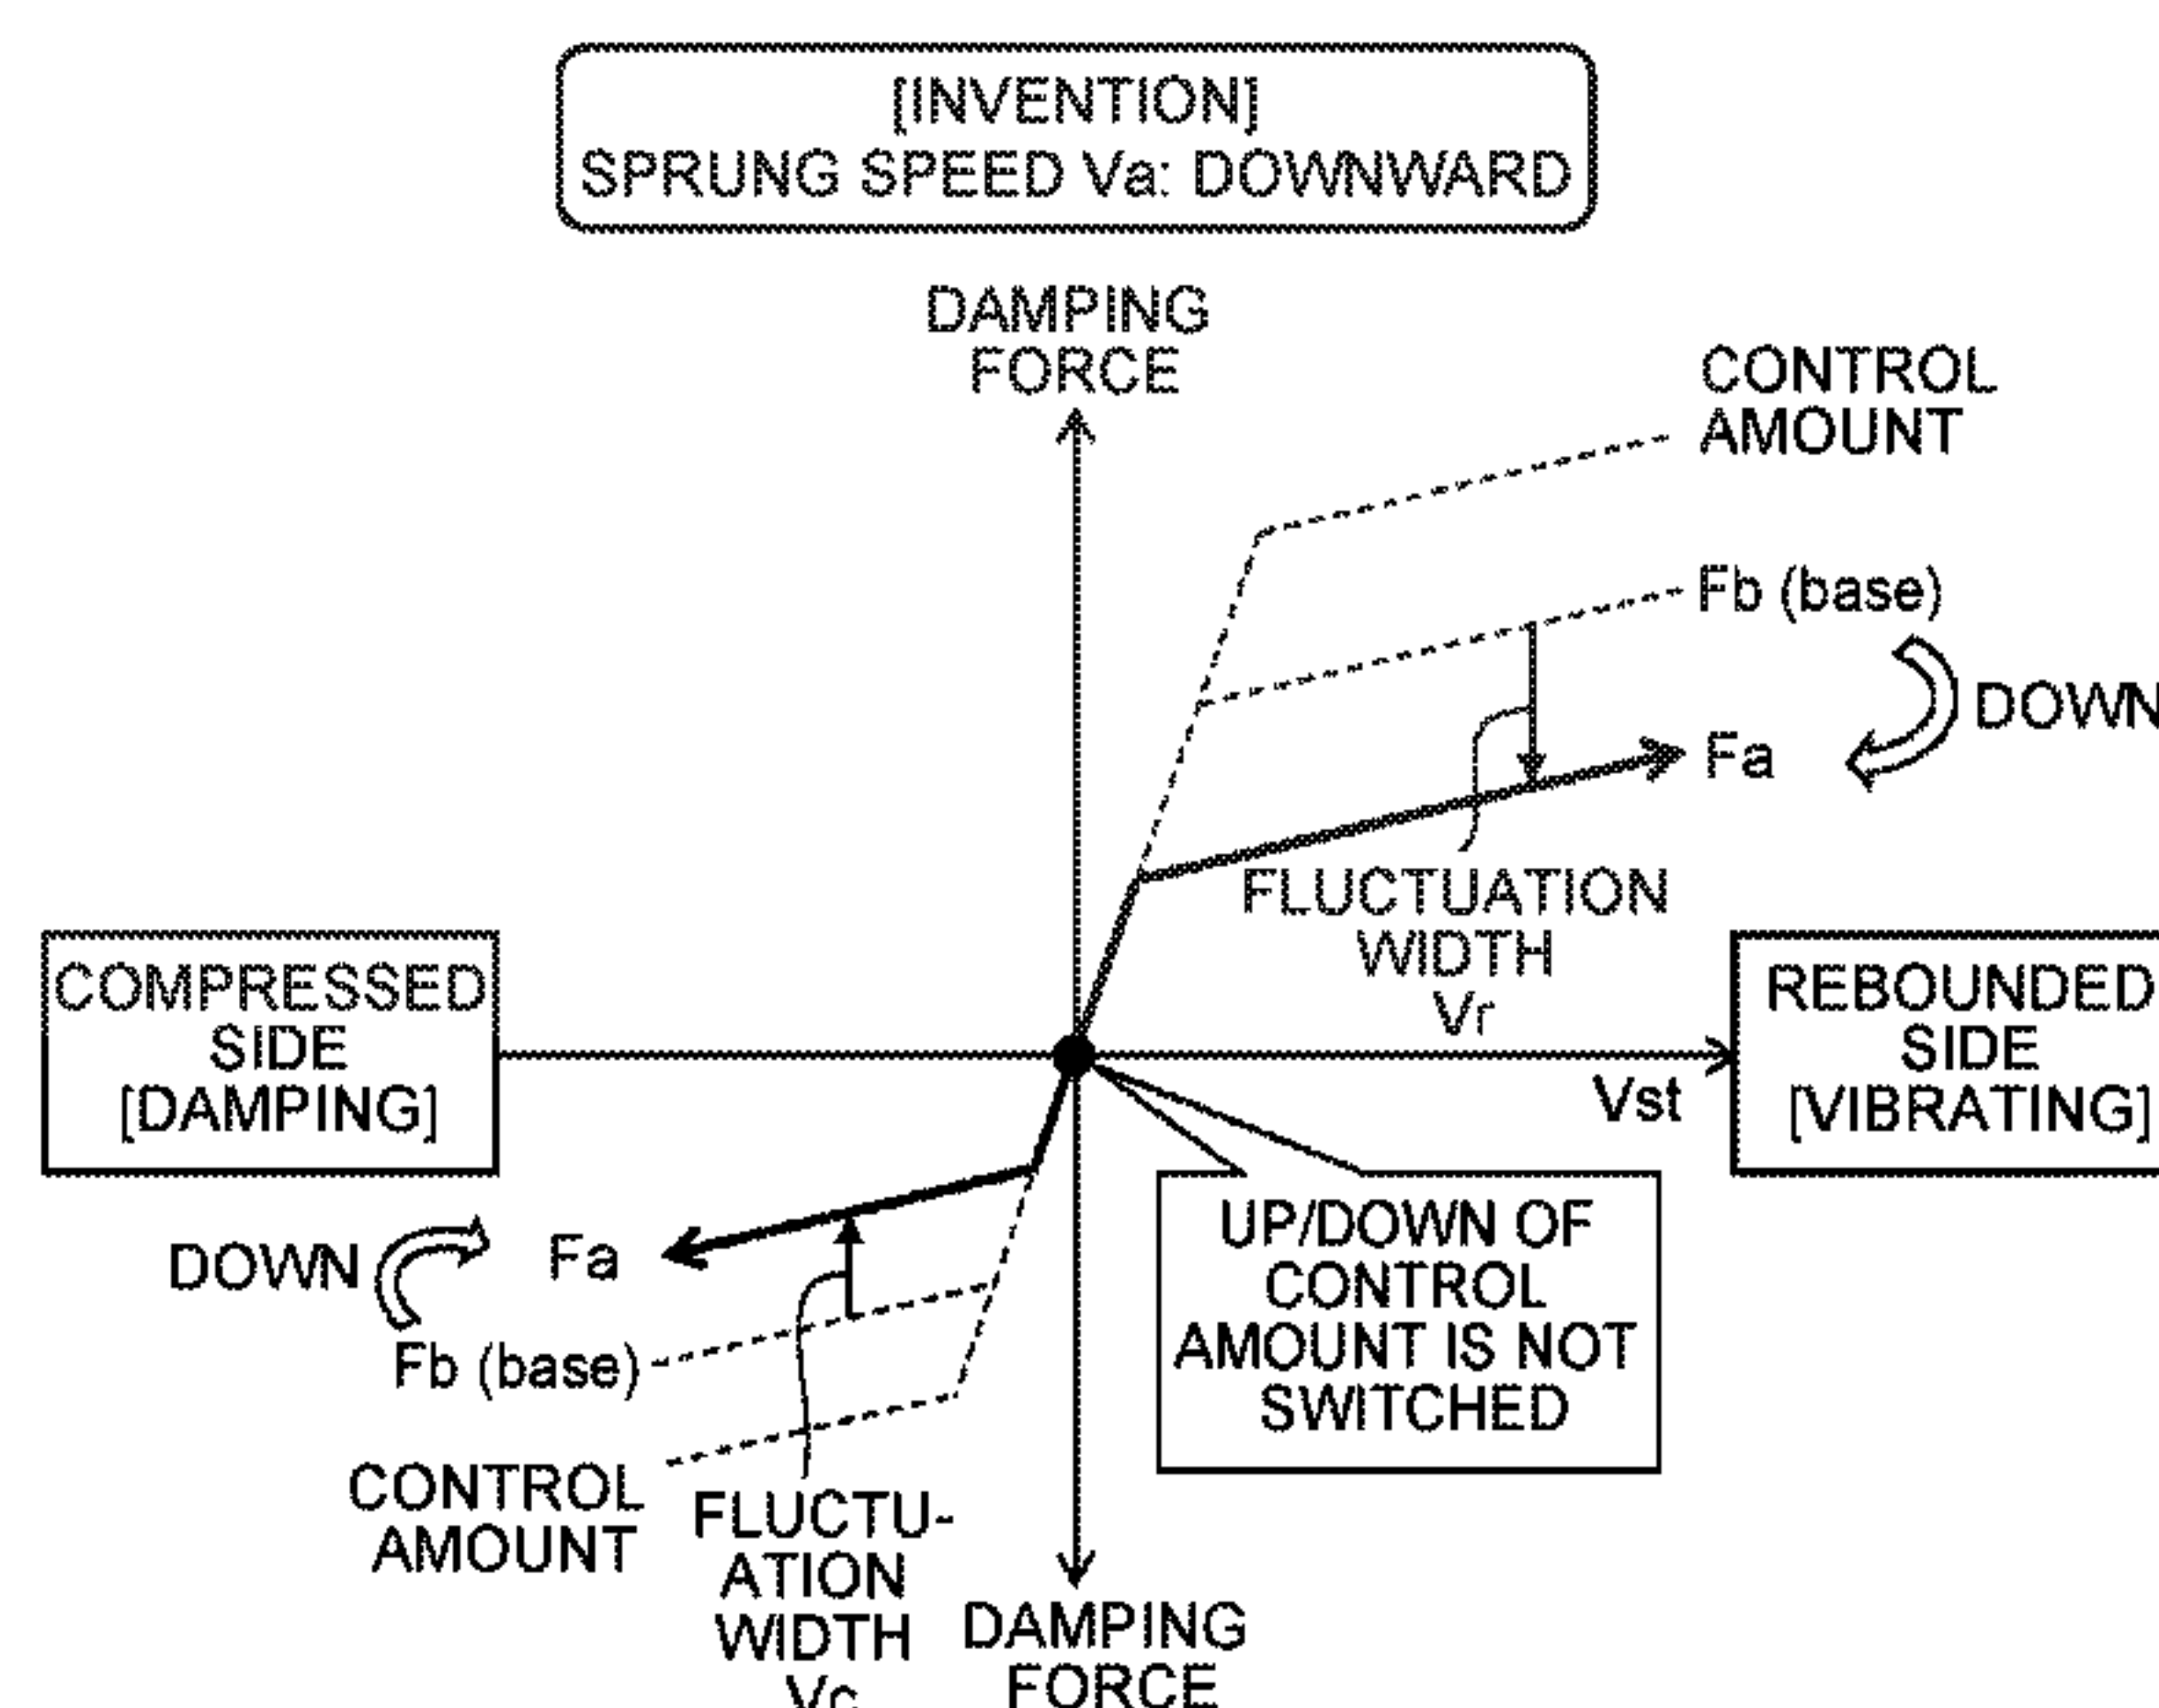 [INVENTION]
SPRUNG SPEED Va: DOWNWARD
DAMPING
FORCE
CONTROL
AMOUNT
Fb (base)
DOWN
Fa
FLUCTUATION
WIDTH
Vr
COMPRESSED
SIDE
[DAMPING]
REBOUNDED
SIDE
[VIBRATING]
Vst
UP/DOWN OF
CONTROL
AMOUNT IS NOT
SWITCHED
DOWN
Fa
Fb (base)
CONTROL
AMOUNT
FLUCTU-
ATION
WIDTH
Vc
DAMPING
FORCE